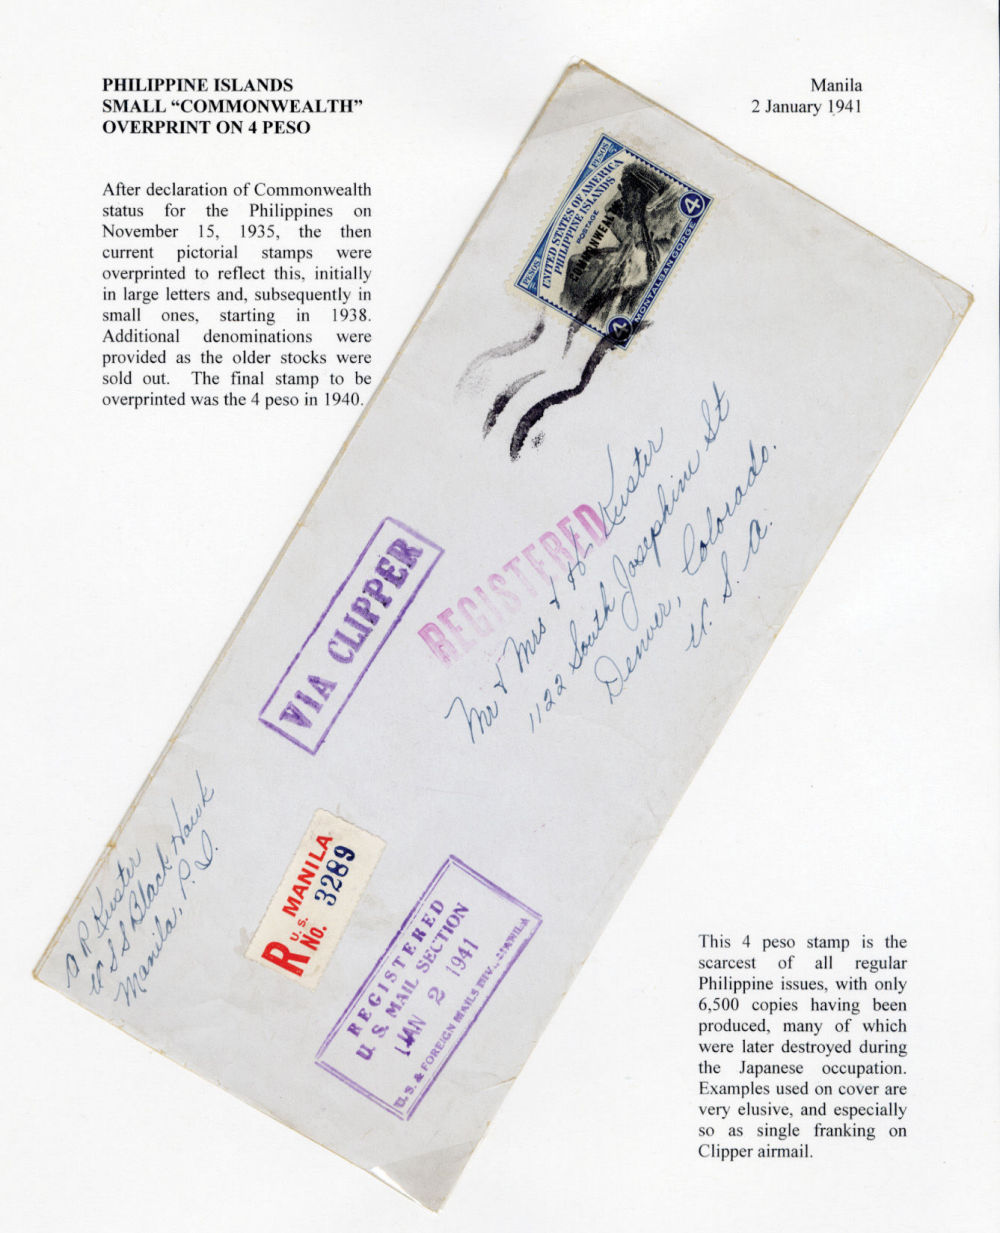 PHILIPPINE ISLANDS
SMALL “COMMONWEALTH”
OVERPRINT ON 4 PESO
Manila
2 January 1941
After declaration of Commonwealth
status for the Philippines on
November 15, 1935, the then
current pictorial stamps were
overprinted to reflect this, initially
in large letters and, subsequently in
small ones, starting in 1938.
Additional denominations were
provided as the older stocks were
sold out. The final stamp to be
overprinted was the 4 peso in 1940.
PESOS
UNITED STATES OF AMERICA
PHILIPPINE ISLANDS
POSTAGE
COMMONWEAL
PESOS
4
MONTALBAN GORGE
4
VIA CLIPPER
REGISTERED
Mr & Mrs Kuster
1122 South Josephine St
Denver, Colorado.
U. S. A.
A R Kuster
U S S Black Hawk
Manila, P. I.
R
U. S. MANILA
No. 3289
REGISTERED
U. S. MAIL SECTION
JAN 2 1941
U. S. & FOREIGN MAILS DIV., MANILA
This 4 peso stamp is the
scarcest of all regular
Philippine issues, with only
6,500 copies having been
produced, many of which
were later destroyed during
the Japanese occupation.
Examples used on cover are
very elusive, and especially
so as single franking on
Clipper airmail.